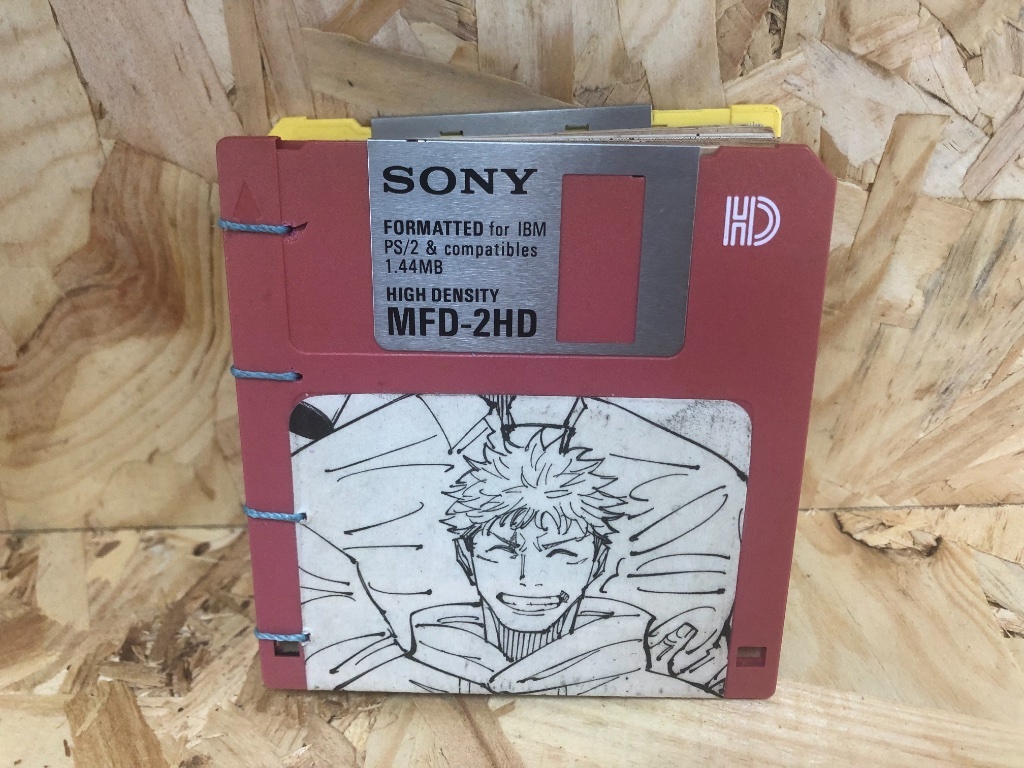 SONY
HD
FORMATTED for IBM
PS/2 & compatibles
1.44MB
HIGH DENSITY
MFD-2HD